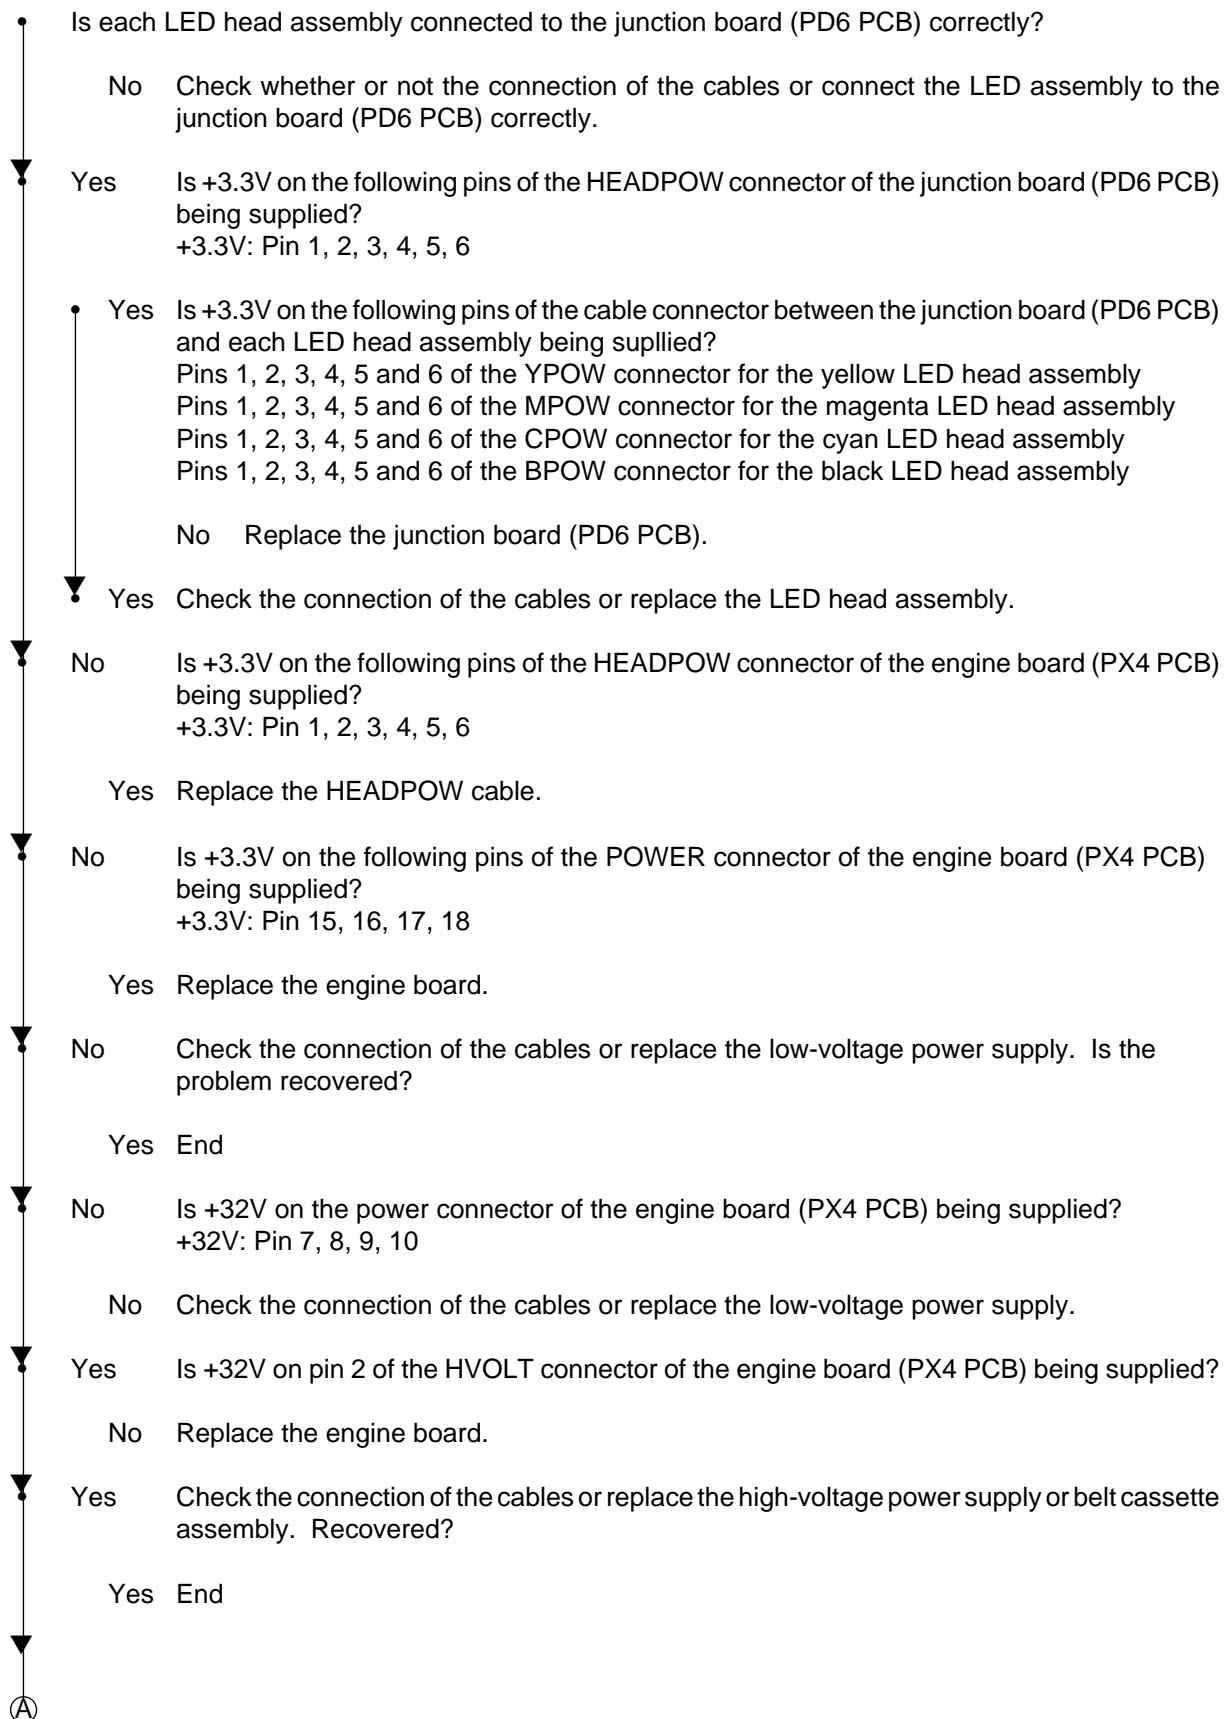 Is each LED head assembly connected to the junction board (PD6 PCB) correctly?
No Check whether or not the connection of the cables or connect the LED assembly to the
junction board (PD6 PCB) correctly.
Yes Is +3.3V on the following pins of the HEADPOW connector of the junction board (PD6 PCB)
being supplied?
+3.3V: Pin 1, 2, 3, 4, 5, 6
Yes Is +3.3V on the following pins of the cable connector between the junction board (PD6 PCB)
and each LED head assembly being supllied?
Pins 1, 2, 3, 4, 5 and 6 of the YPOW connector for the yellow LED head assembly
Pins 1, 2, 3, 4, 5 and 6 of the MPOW connector for the magenta LED head assembly
Pins 1, 2, 3, 4, 5 and 6 of the CPOW connector for the cyan LED head assembly
Pins 1, 2, 3, 4, 5 and 6 of the BPOW connector for the black LED head assembly
No Replace the junction board (PD6 PCB).
Yes Check the connection of the cables or replace the LED head assembly.
No Is +3.3V on the following pins of the HEADPOW connector of the engine board (PX4 PCB)
being supplied?
+3.3V: Pin 1, 2, 3, 4, 5, 6
Yes Replace the HEADPOW cable.
No Is +3.3V on the following pins of the POWER connector of the engine board (PX4 PCB)
being supplied?
+3.3V: Pin 15, 16, 17, 18
Yes Replace the engine board.
No Check the connection of the cables or replace the low-voltage power supply. Is the
problem recovered?
Yes End
No Is +32V on the power connector of the engine board (PX4 PCB) being supplied?
+32V: Pin 7, 8, 9, 10
No Check the connection of the cables or replace the low-voltage power supply.
Yes Is +32V on pin 2 of the HVOLT connector of the engine board (PX4 PCB) being supplied?
No Replace the engine board.
Yes Check the connection of the cables or replace the high-voltage power supply or belt cassette
assembly. Recovered?
Yes End
A